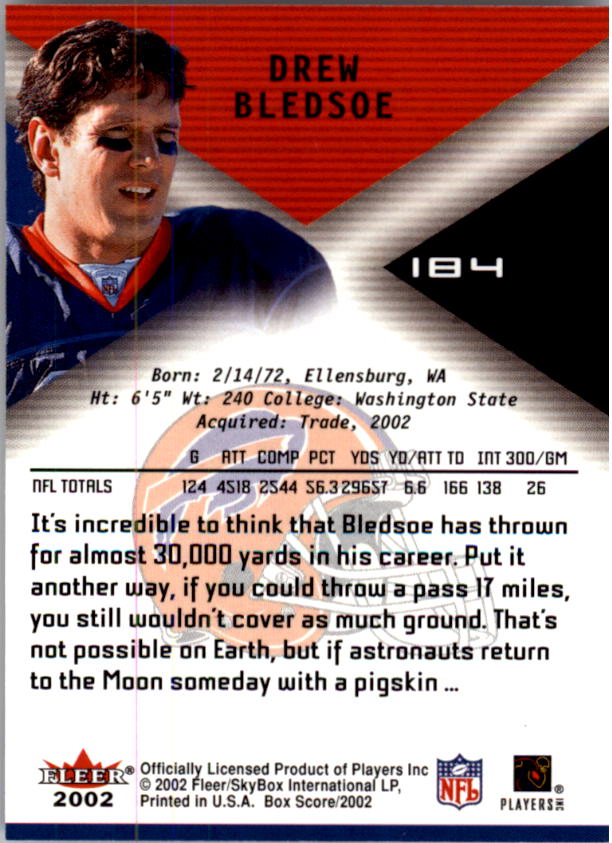 DREW
BLEDSOE
184
NFL
Born: 2/14/72, Ellensburg, WA
Ht: 6'5" Wt: 240 College: Washington State
Acquired: Trade, 2002
G ATT COMP PCT YDS YD/ATT TD INT 300/GM
NFL TOTALS 124 4518 2544 56.3 29657 6.6 166 138 26
It's incredible to think that Bledsoe has thrown
for almost 30,000 yards in his career. Put it
another way, if you could throw a pass 17 miles,
you still wouldn't cover as much ground. That's
not possible on Earth, but if astronauts return
to the Moon someday with a pigskin ...
FLEER®
2002
Officially Licensed Product of Players Inc
© 2002 Fleer/SkyBox International LP,
Printed in U.S.A. Box Score/2002
NFL
PLAYERS INC ®